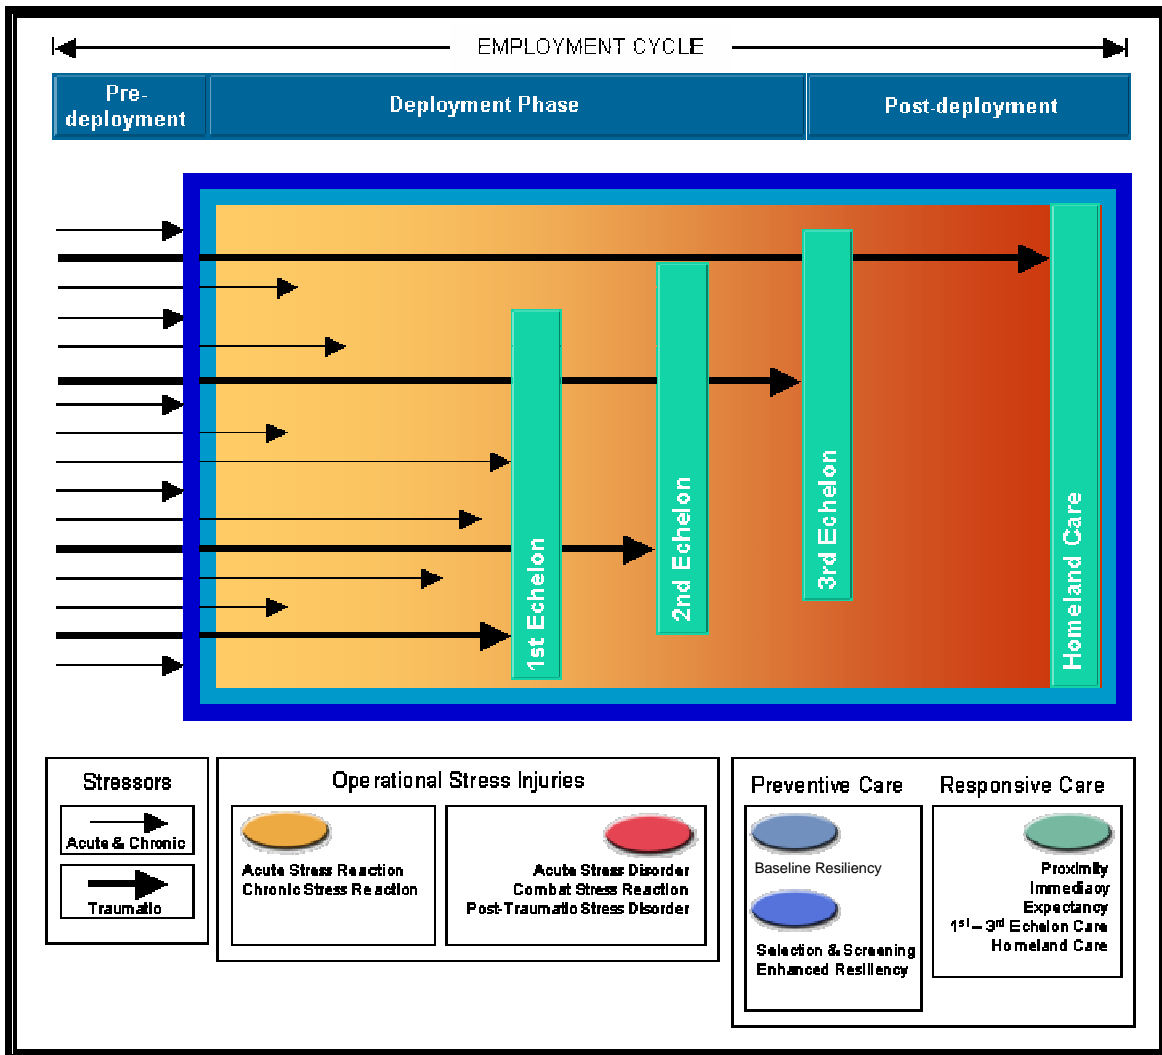 EMPLOYMENT CYCLE
Pre-
deployment
Deployment Phase
Post-deployment
1st Echelon
2nd Echelon
3rd Echelon
Homeland Care
Stressors
Acute & Chronic
Traumatic
Operational Stress Injuries
Acute Stress Reaction
Chronic Stress Reaction
Acute Stress Disorder
Combat Stress Reaction
Post-Traumatic Stress Disorder
Preventive Care
Baseline Resiliency
Selection & Screening
Enhanced Resiliency
Responsive Care
Proximity
Immediacy
Expectancy
1st – 3rd Echelon Care
Homeland Care